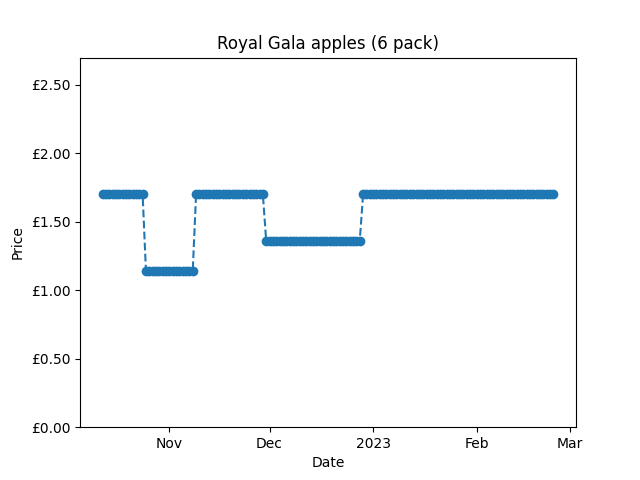 Royal Gala apples (6 pack)
£2.50
£2.00
£1.50
£1.00
£0.50
£0.00
Price
Nov
Dec
2023
Feb
Mar
Date